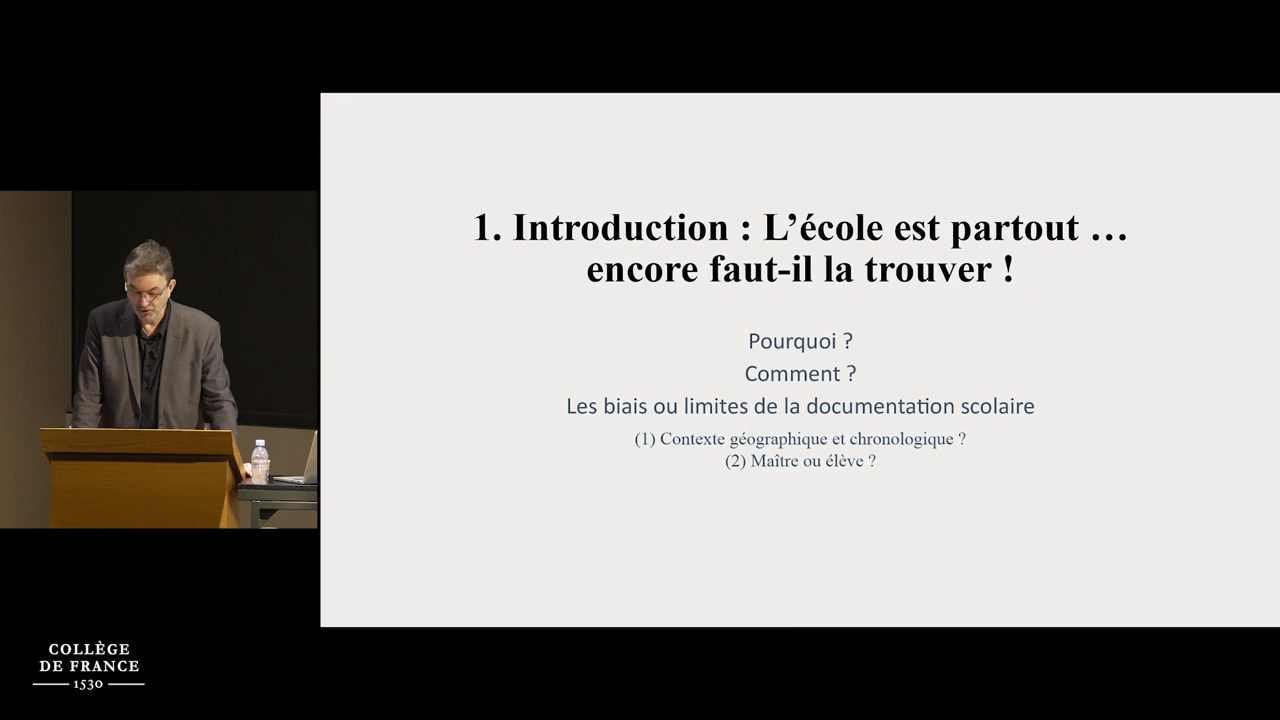 1. Introduction : L’école est partout …
encore faut-il la trouver !
Pourquoi ?
Comment ?
Les biais ou limites de la documentation scolaire
(1) Contexte géographique et chronologique ?
(2) Maître ou élève ?
COLLÈGE
DE FRANCE
1530